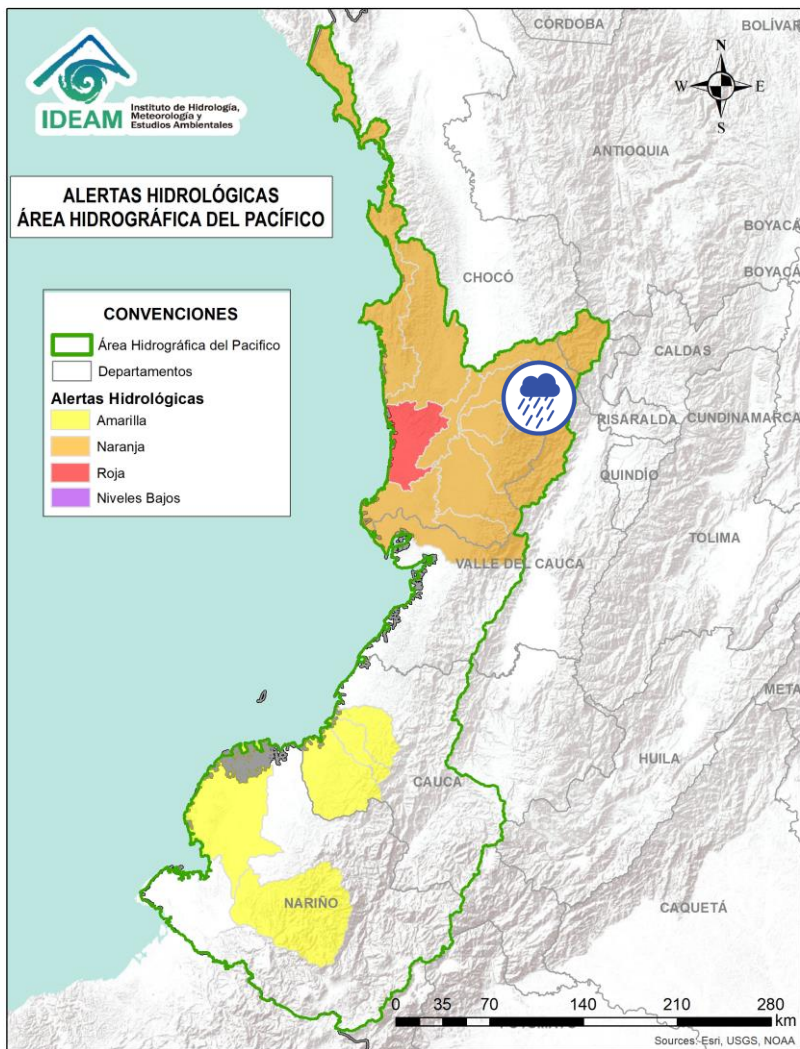 IDEAM
Instituto de Hidrología,
Meteorología y
Estudios Ambientales
ALERTAS HIDROLÓGICAS
ÁREA HIDROGRÁFICA DEL PACÍFICO
CONVENCIONES
Área Hidrográfica del Pacifico
Departamentos
Alertas Hidrológicas
Amarilla
Naranja
Roja
Niveles Bajos
N
W
E
S
CÓRDOBA
BOLÍVAR
ANTIOQUIA
BOYACÁ
BOYACÁ
CHOCÓ
CALDAS
RISARALDA
CUNDINAMARCA
QUINDÍO
TOLIMA
VALLE DEL CAUCA
META
HUILA
CAUCA
NARIÑO
CAQUETÁ
0 35 70 140 210 280
km
Sources: Esri, USGS, NOAA